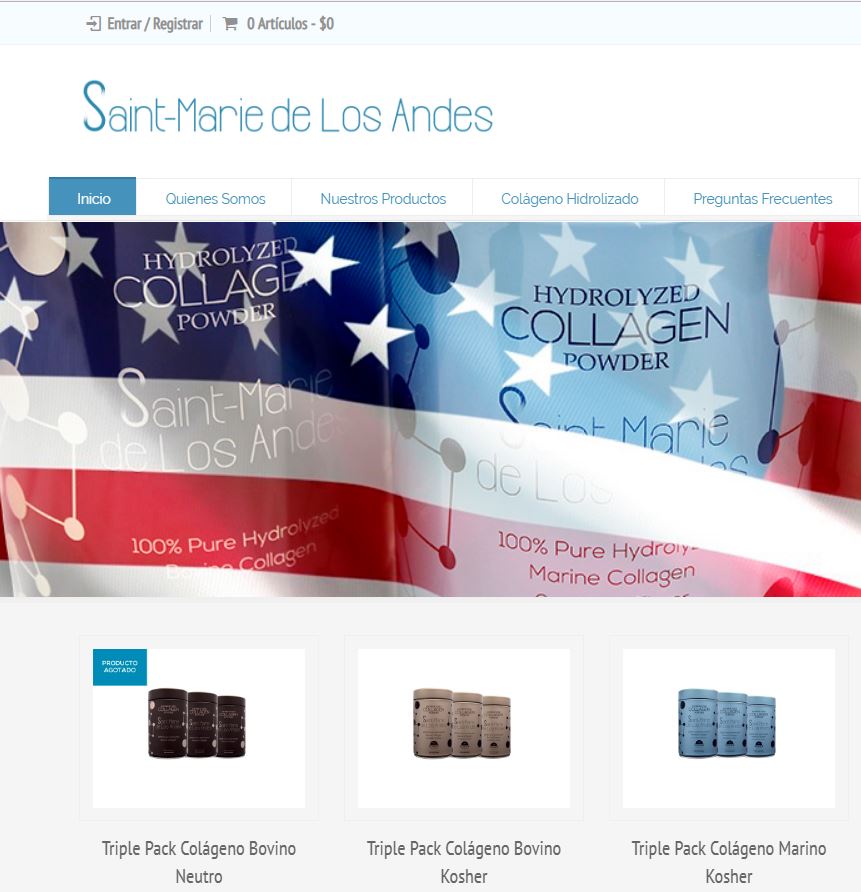 Entrar / Registrar
0 Artículos - $0
Saint-Marie de Los Andes
Inicio
Quienes Somos
Nuestros Productos
Colágeno Hidrolizado
Preguntas Frecuentes
HYDROLYZED
COLLAGEN
POWDER
Saint-Marie
de Los Andes
100% Pure Hydrolyzed
Bovine Collagen
HYDROLYZED
COLLAGEN
POWDER
Saint-Marie
de Los Andes
100% Pure Hydrolyz
Marine Collagen
PRODUCTO
AGOTADO
Triple Pack Colágeno Bovino
Neutro
Triple Pack Colágeno Bovino
Kosher
Triple Pack Colágeno Marino
Kosher